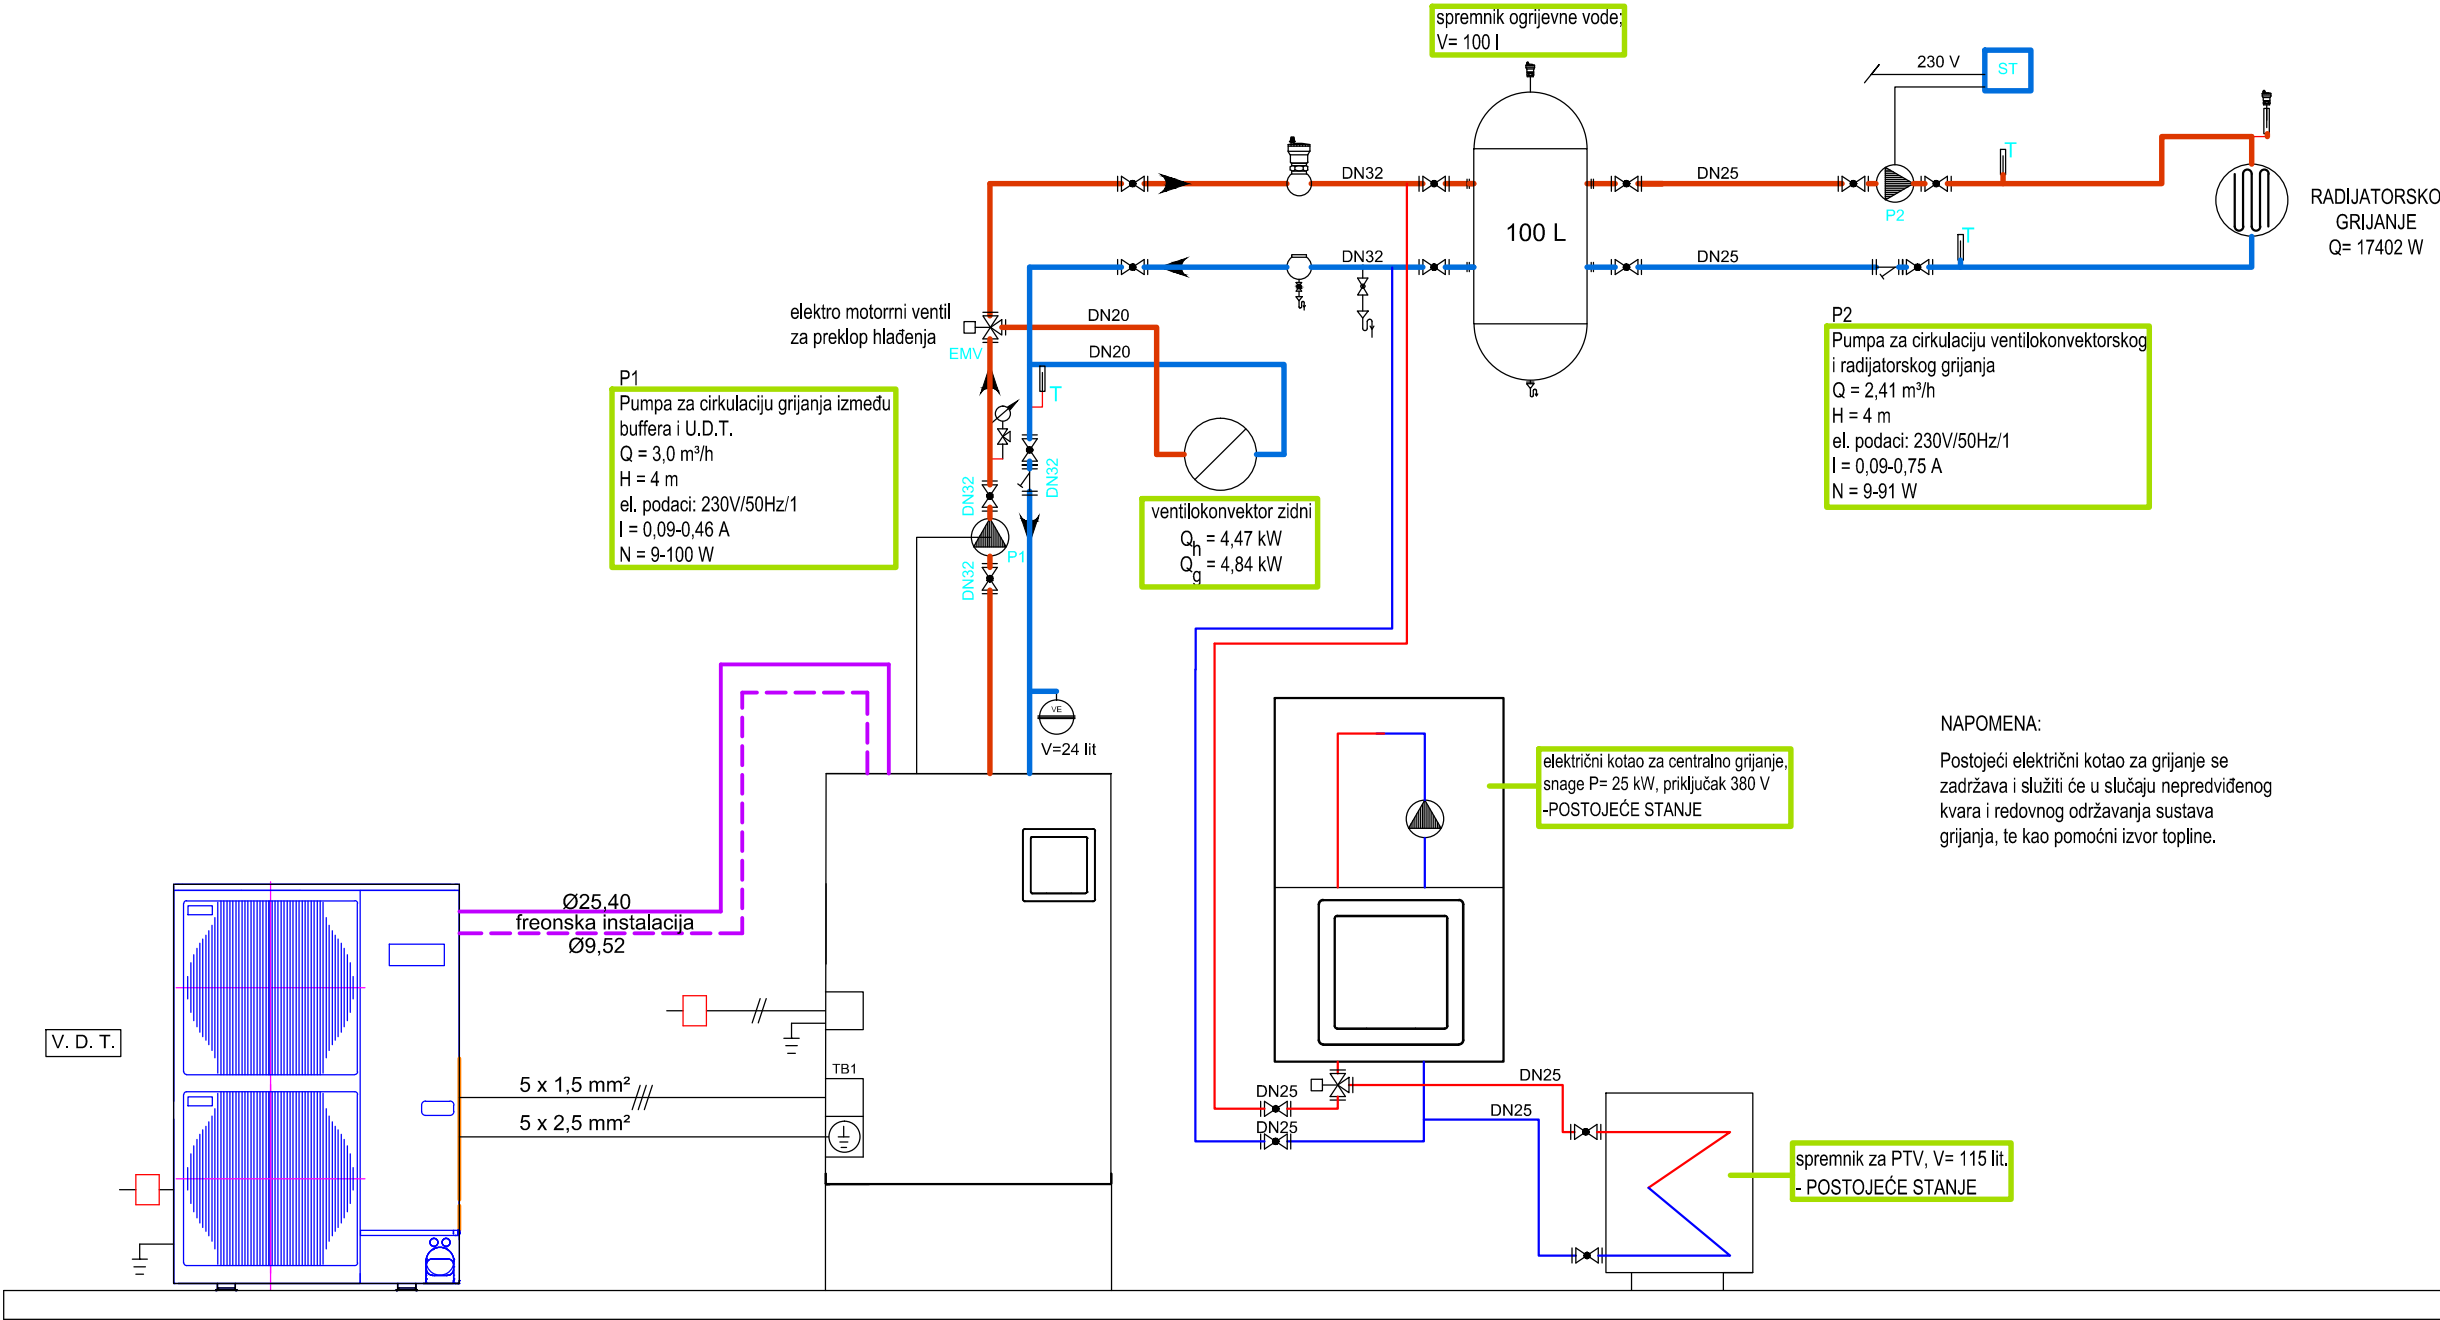 spremnik ogrijevne vode;
V= 100 l
230 V
ST
DN32
DN25
T
P2
RADIJATORSKO
GRIJANJE
Q= 17402 W
100 L
DN32
DN25
T
elektro motorrni ventil
za preklop hlađenja
EMV
DN20
DN20
T
P1
Pumpa za cirkulaciju grijanja između
buffera i U.D.T.
Q = 3,0 m³/h
H = 4 m
el. podaci: 230V/50Hz/1
I = 0,09-0,46 A
N = 9-100 W
DN32
DN32
P1
DN32
ventilokonvektor zidni
Qh = 4,47 kW
Qg = 4,84 kW
P2
Pumpa za cirkulaciju ventilokonvektorskog
i radijatorskog grijanja
Q = 2,41 m³/h
H = 4 m
el. podaci: 230V/50Hz/1
I = 0,09-0,75 A
N = 9-91 W
VE
V=24 lit
električni kotao za centralno grijanje,
snage P= 25 kW, priključak 380 V
-POSTOJEĆE STANJE
NAPOMENA:
Postojeći električni kotao za grijanje se
zadržava i služiti će u slučaju nepredviđenog
kvara i redovnog održavanja sustava
grijanja, te kao pomoćni izvor topline.
Ø25,40
freonska instalacija
Ø9,52
V. D. T.
TB1
5 x 1,5 mm²
5 x 2,5 mm²
DN25
DN25
DN25
DN25
spremnik za PTV, V= 115 lit.
- POSTOJEĆE STANJE